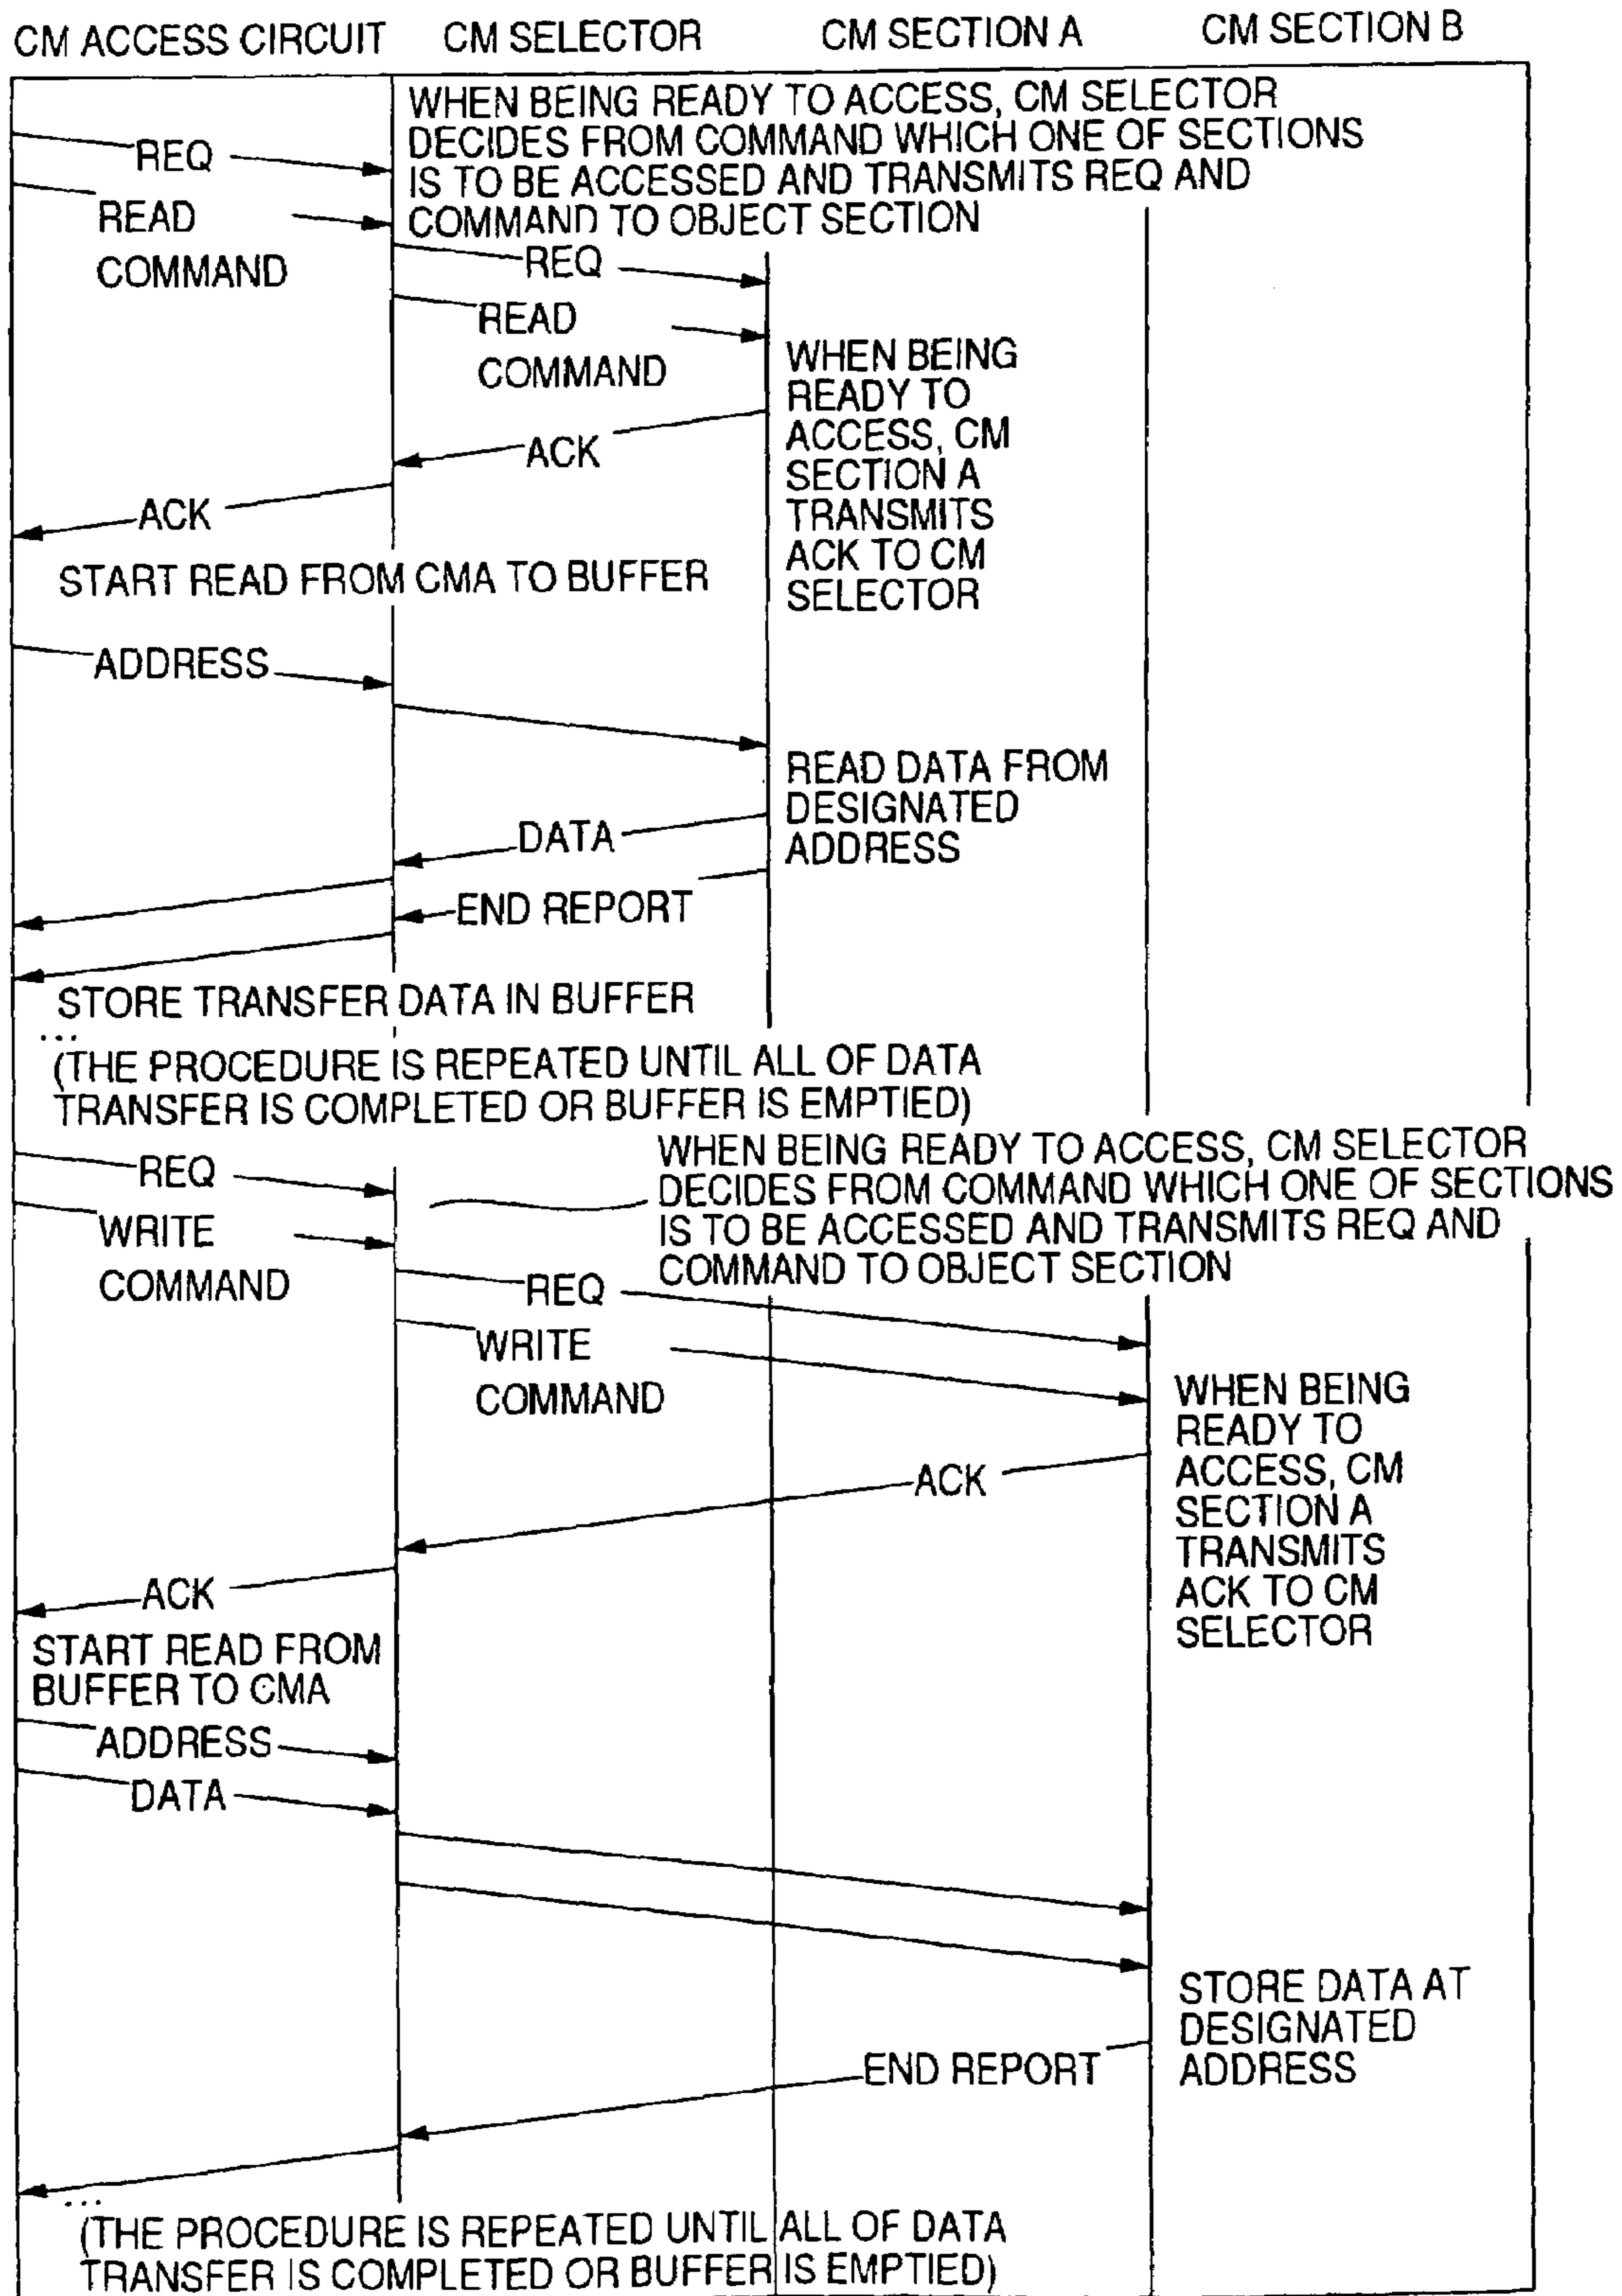 CM ACCESS CIRCUIT
CM SELECTOR
CM SECTION A
CM SECTION B
WHEN BEING READY TO ACCESS, CM SELECTOR
DECIDES FROM COMMAND WHICH ONE OF SECTIONS
IS TO BE ACCESSED AND TRANSMITS REQ AND
COMMAND TO OBJECT SECTION
REQ
READ
COMMAND
REQ
READ
COMMAND
WHEN BEING
READY TO
ACCESS, CM
SECTION A
TRANSMITS
ACK TO CM
SELECTOR
ACK
ACK
START READ FROM CMA TO BUFFER
ADDRESS
READ DATA FROM
DESIGNATED
ADDRESS
DATA
END REPORT
STORE TRANSFER DATA IN BUFFER
...
(THE PROCEDURE IS REPEATED UNTIL ALL OF DATA
TRANSFER IS COMPLETED OR BUFFER IS EMPTIED)
WHEN BEING READY TO ACCESS, CM SELECTOR
DECIDES FROM COMMAND WHICH ONE OF SECTIONS
IS TO BE ACCESSED AND TRANSMITS REQ AND
COMMAND TO OBJECT SECTION
REQ
WRITE
COMMAND
REQ
WRITE
COMMAND
WHEN BEING
READY TO
ACCESS, CM
SECTION A
TRANSMITS
ACK TO CM
SELECTOR
ACK
ACK
START READ FROM
BUFFER TO CMA
ADDRESS
DATA
STORE DATA AT
DESIGNATED
ADDRESS
END REPORT
...
(THE PROCEDURE IS REPEATED UNTIL ALL OF DATA
TRANSFER IS COMPLETED OR BUFFER IS EMPTIED)